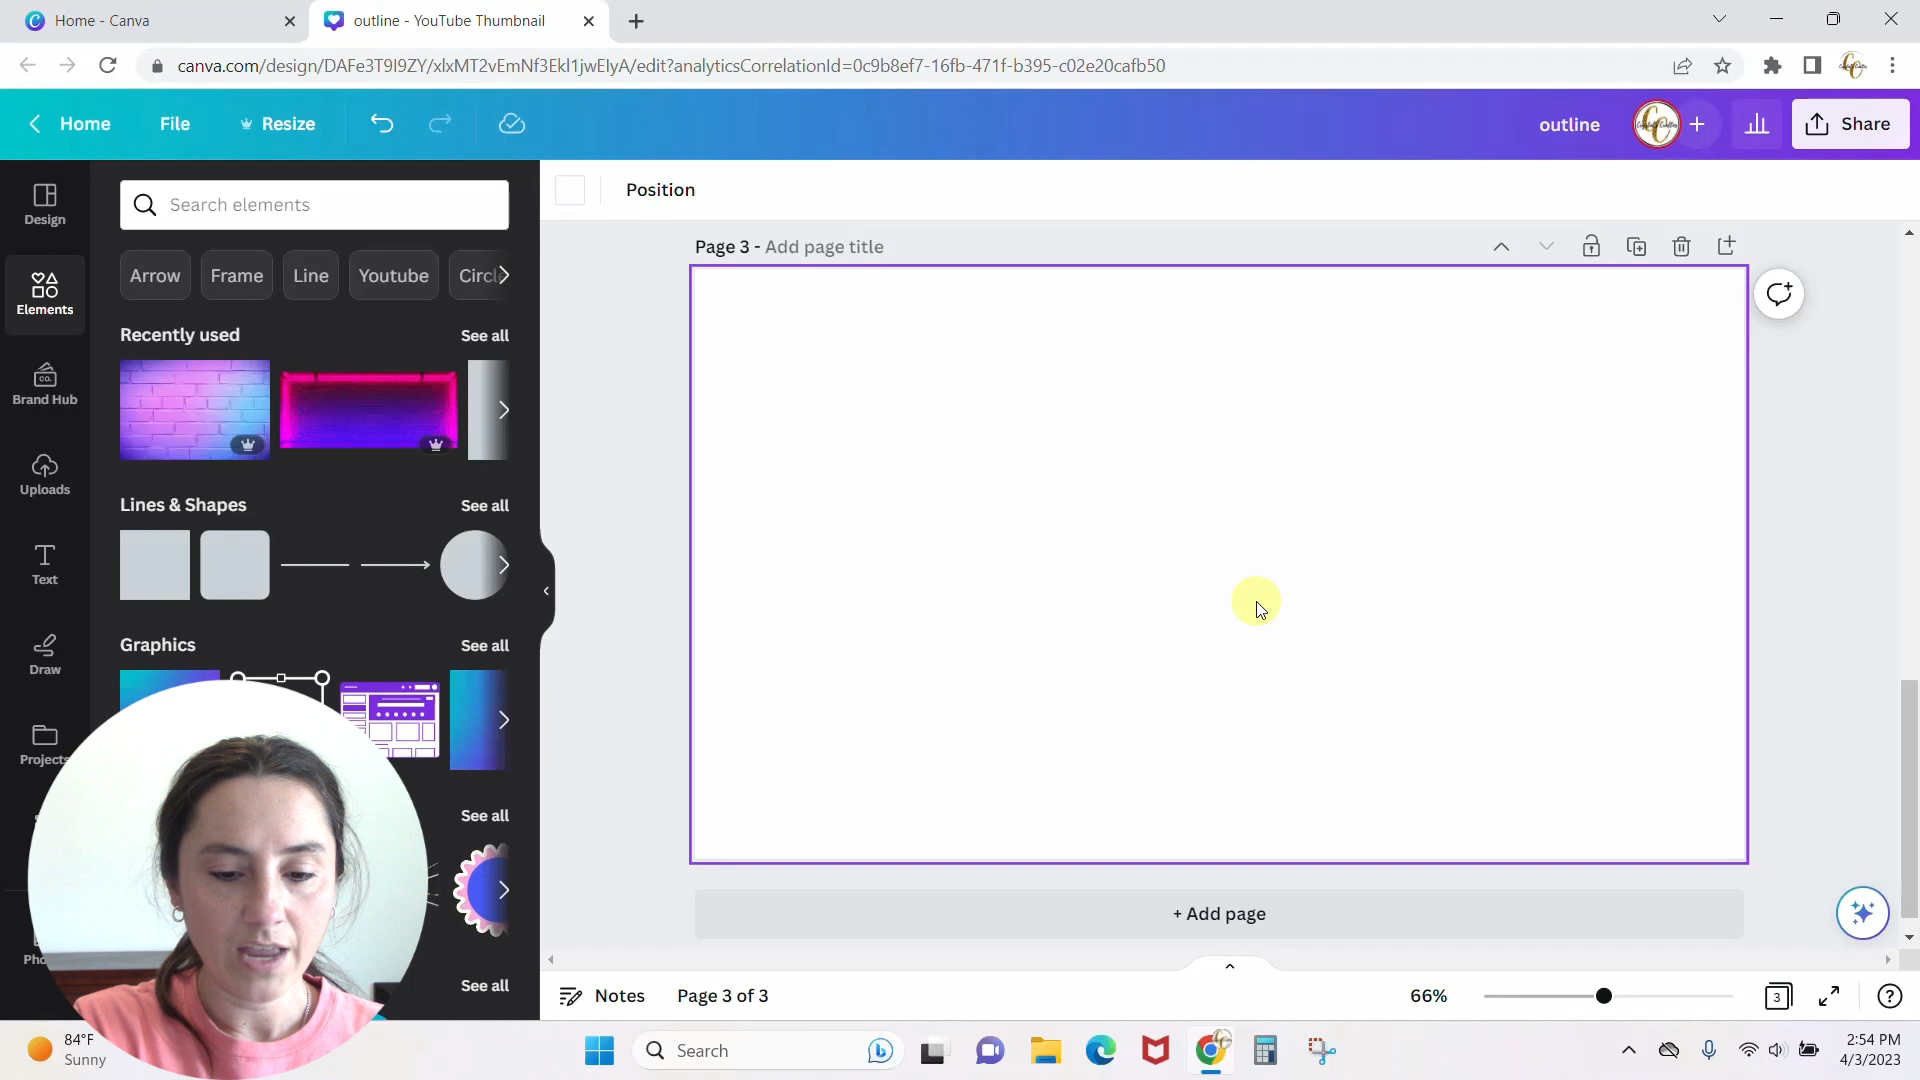 Home - Canva
outline - YouTube Thumbnail
canva.com/design/DAFe3T9I9ZY/xlxMT2vEmNf3Ekl1jwEIyA/edit?analyticsCorrelationId=0c9b8ef7-16fb-471f-b395-c02e20cafb50
Home
File
Resize
outline
Share
Design
Elements
Brand Hub
Uploads
Text
Draw
Projects
Search elements
Arrow
Frame
Line
Youtube
Recently used
See all
Lines & Shapes
See all
Graphics
See all
See all
See all
Position
Page 3 - Add page title
+ Add page
Notes
Page 3 of 3
66%
3
84°F
Sunny
Search
2:54 PM
4/3/2023